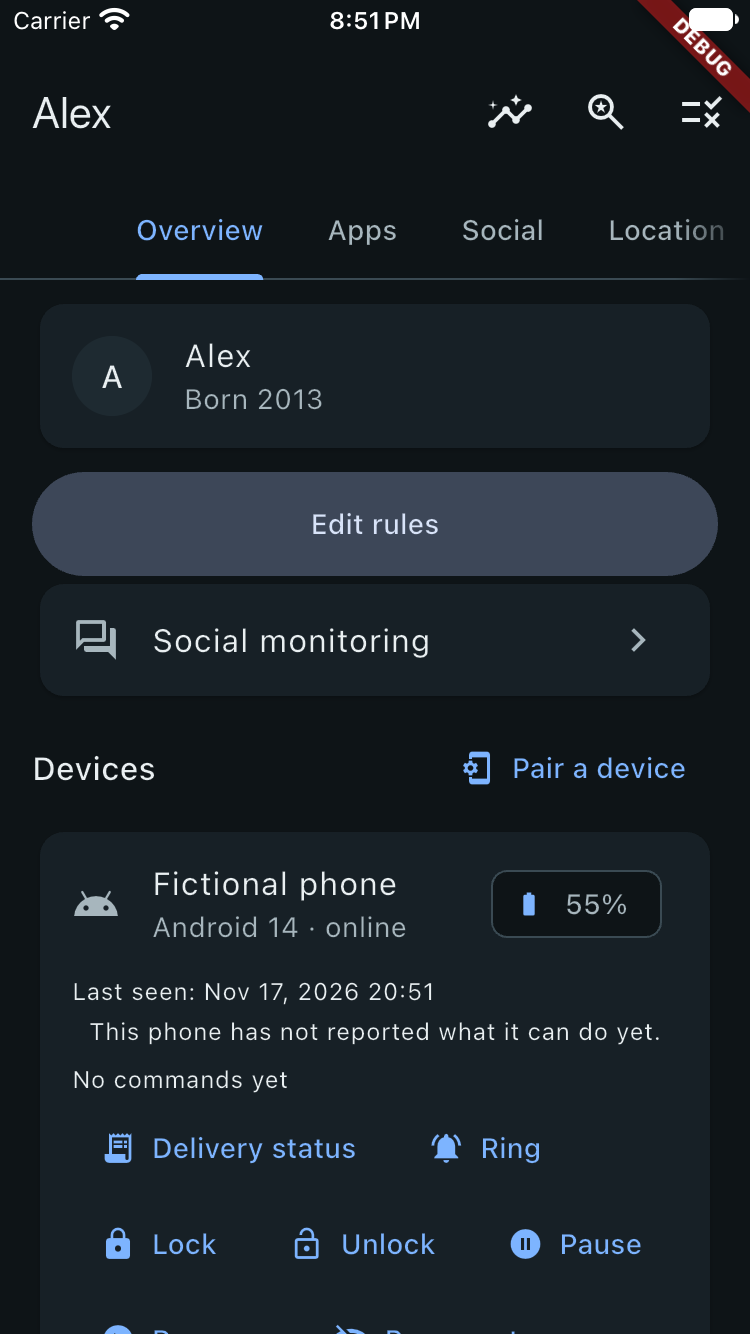 Carrier 8:51 PM
DEBUG
Alex
Overview Apps Social Location
A
Alex
Born 2013
Edit rules
Social monitoring
Devices Pair a device
Fictional phone
Android 14 · online
55%
Last seen: Nov 17, 2026 20:51
This phone has not reported what it can do yet.
No commands yet
Delivery status Ring
Lock Unlock Pause